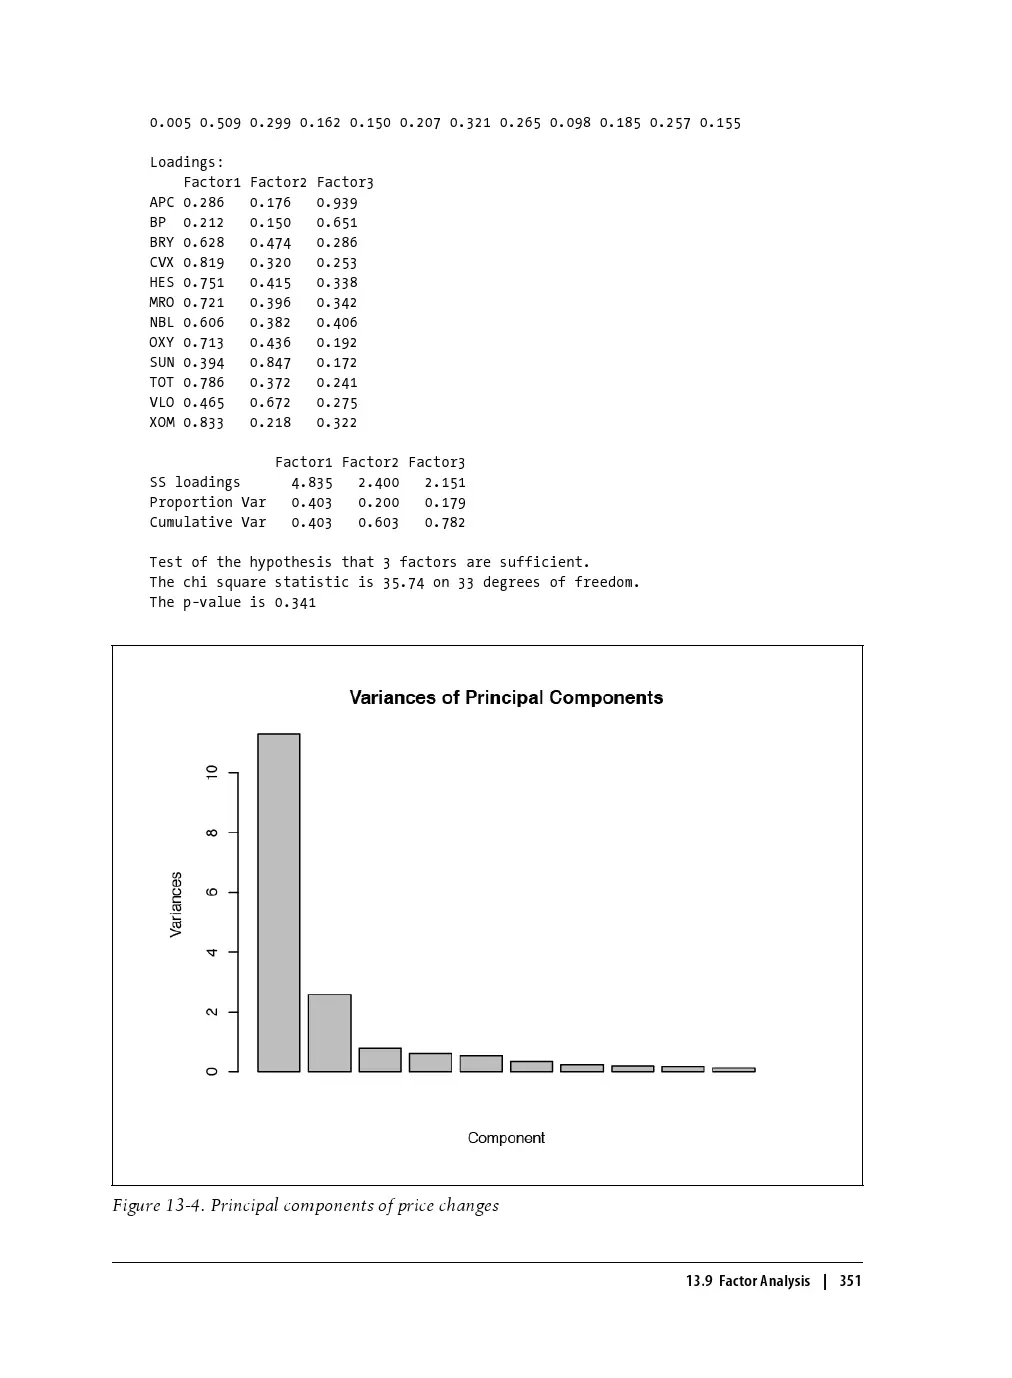 0.005 0.509 0.299 0.162 0.150 0.207 0.321 0.265 0.098 0.185 0.257 0.155
Loadings:
Factor1 Factor2 Factor3
APC 0.286 0.176 0.939
BP 0.212 0.150 0.651
BRY 0.628 0.474 0.286
CVX 0.819 0.320 0.253
HES 0.751 0.415 0.338
MRO 0.721 0.396 0.342
NBL 0.606 0.382 0.406
OXY 0.713 0.436 0.192
SUN 0.394 0.847 0.172
TOT 0.786 0.372 0.241
VLO 0.465 0.672 0.275
XOM 0.833 0.218 0.322
Factor1 Factor2 Factor3
SS loadings 4.835 2.400 2.151
Proportion Var 0.403 0.200 0.179
Cumulative Var 0.403 0.603 0.782
Test of the hypothesis that 3 factors are sufficient.
The chi square statistic is 35.74 on 33 degrees of freedom.
The p-value is 0.341
Variances of Principal Components
10
8
6
4
2
0
Variances
Component
Figure 13-4. Principal components of price changes
13.9 Factor Analysis | 351